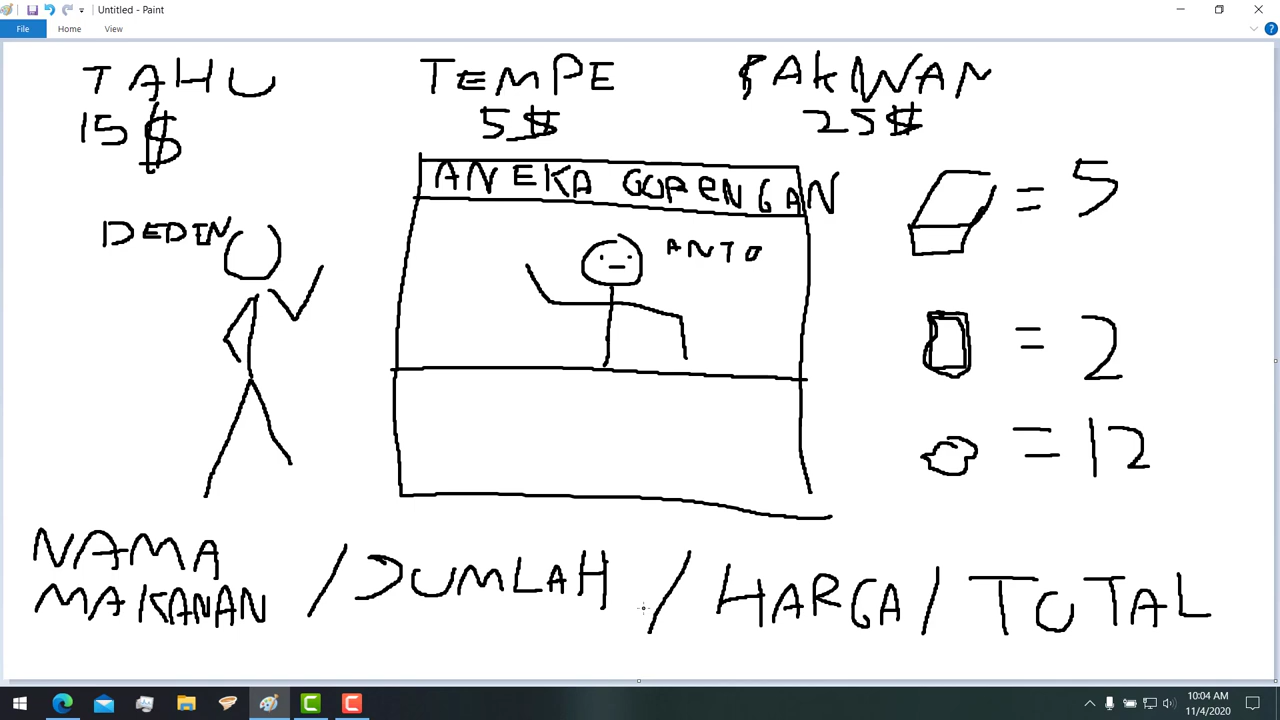 Untitled - Paint
File Home View
TAHU TEMPE BAKWAN
15$ 5$ 25$
ANEKA GORENGAN
DEDIN
ANTO
= 5
= 2
= 12
NAMA
MAKANAN / JUMLAH / HARGA / TOTAL
10:04 AM
11/4/2020